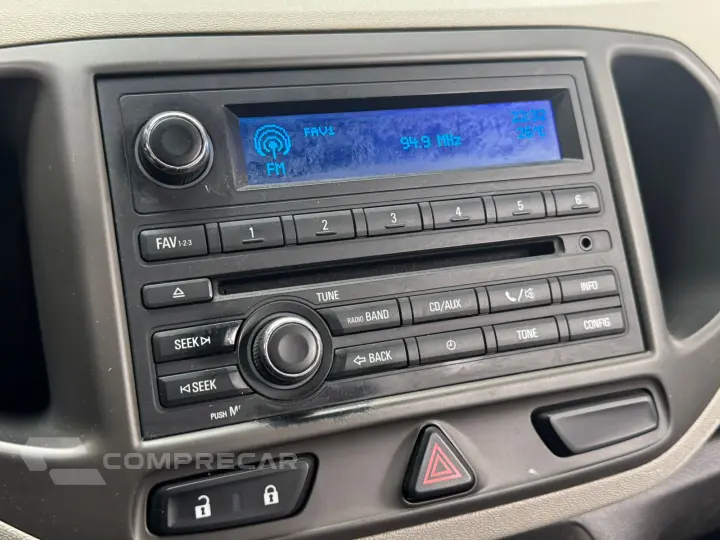 FAV1
94.9 MHz
FM
FAV 1-2-3
1
2
3
4
5
6
TUNE
RADIO BAND
CD/AUX
INFO
SEEK
BACK
TONE
CONFIG
SEEK
PUSH
COMPRECAR